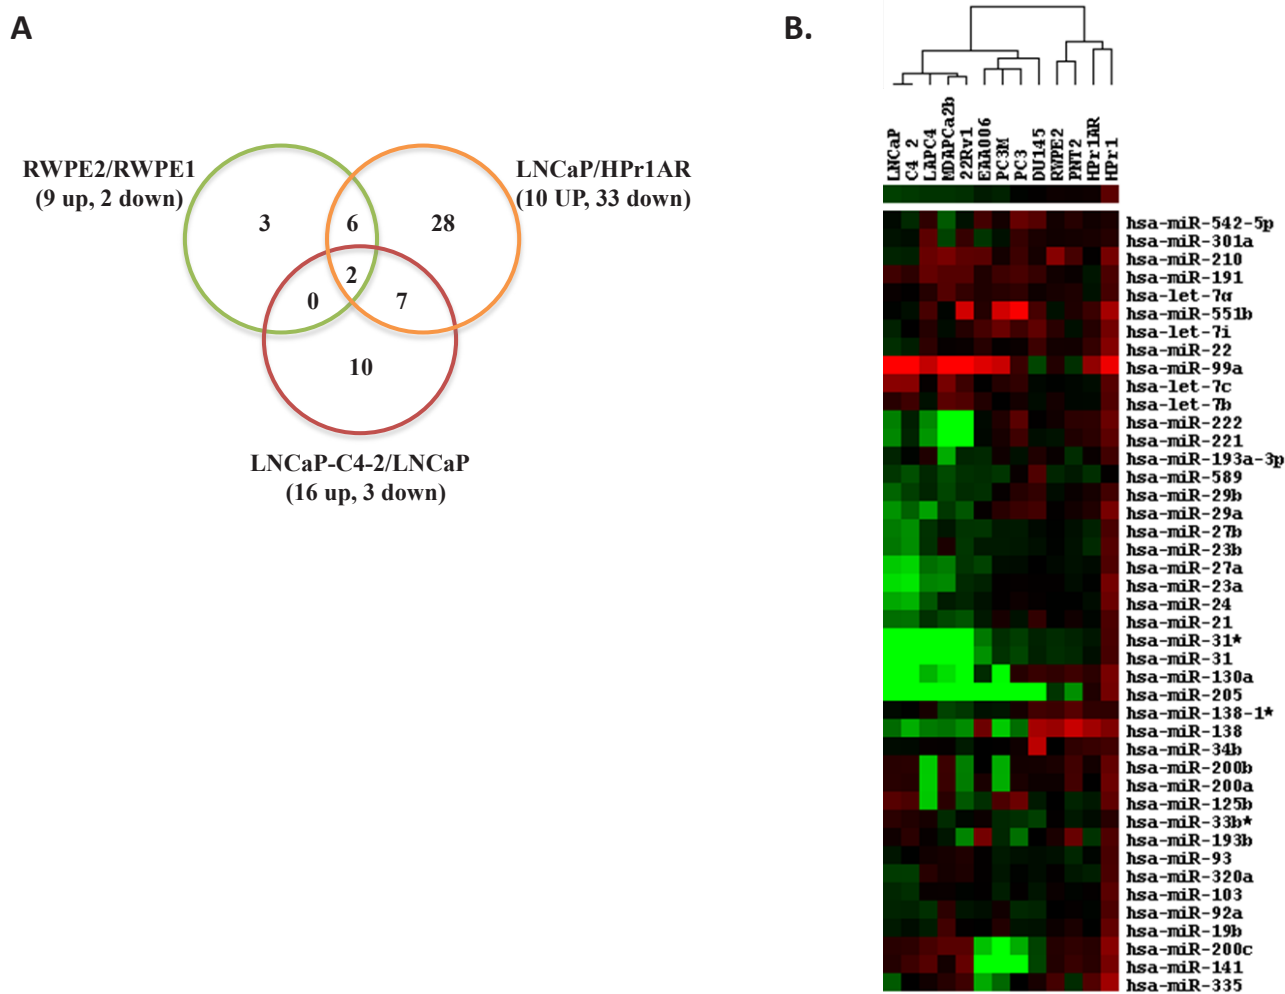 A
B.
RWPE2/RWPE1
(9 up, 2 down)
LNCaP/HPr1AR
(10 UP, 33 down)
3
6
28
2
0
7
10
LNCaP-C4-2/LNCaP
(16 up, 3 down)
LNCaP
C4 2
LAPC4
MDAPCa2b
22Rv1
EAA006
PC3M
PC3
DU145
RWPE2
PNT2
HPr1AR
HPr1
hsa-miR-542-5p
hsa-miR-301a
hsa-miR-210
hsa-miR-191
hsa-let-7a
hsa-miR-551b
hsa-let-7i
hsa-miR-22
hsa-miR-99a
hsa-let-7c
hsa-let-7b
hsa-miR-222
hsa-miR-221
hsa-miR-193a-3p
hsa-miR-589
hsa-miR-29b
hsa-miR-29a
hsa-miR-27b
hsa-miR-23b
hsa-miR-27a
hsa-miR-23a
hsa-miR-24
hsa-miR-21
hsa-miR-31*
hsa-miR-31
hsa-miR-130a
hsa-miR-205
hsa-miR-138-1*
hsa-miR-138
hsa-miR-34b
hsa-miR-200b
hsa-miR-200a
hsa-miR-125b
hsa-miR-33b*
hsa-miR-193b
hsa-miR-93
hsa-miR-320a
hsa-miR-103
hsa-miR-92a
hsa-miR-19b
hsa-miR-200c
hsa-miR-141
hsa-miR-335